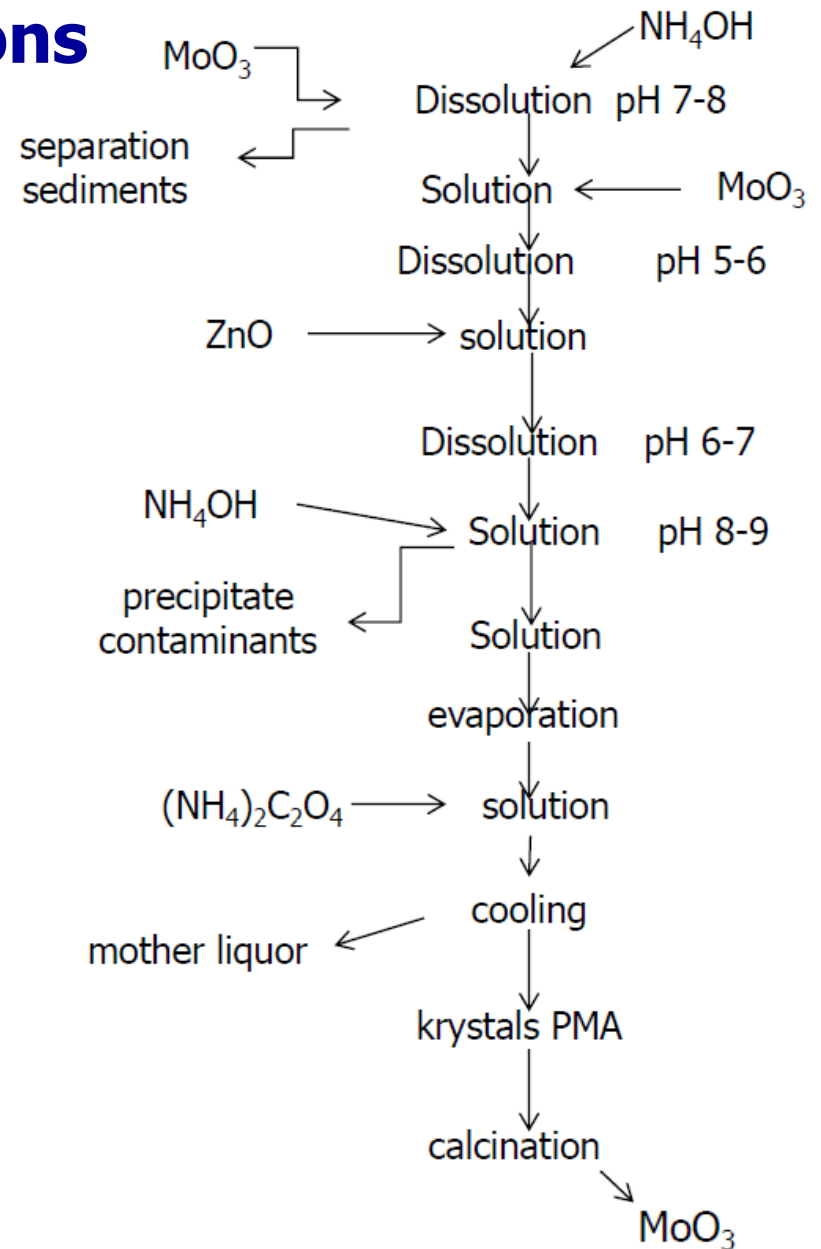 ons
NH₄OH
MoO₃
Dissolution pH 7-8
separation
sediments
Solution
MoO₃
Dissolution pH 5-6
ZnO
solution
Dissolution pH 6-7
NH₄OH
Solution pH 8-9
precipitate
contaminants
Solution
evaporation
(NH₄)₂C₂O₄
solution
cooling
mother liquor
krystals PMA
calcination
MoO₃